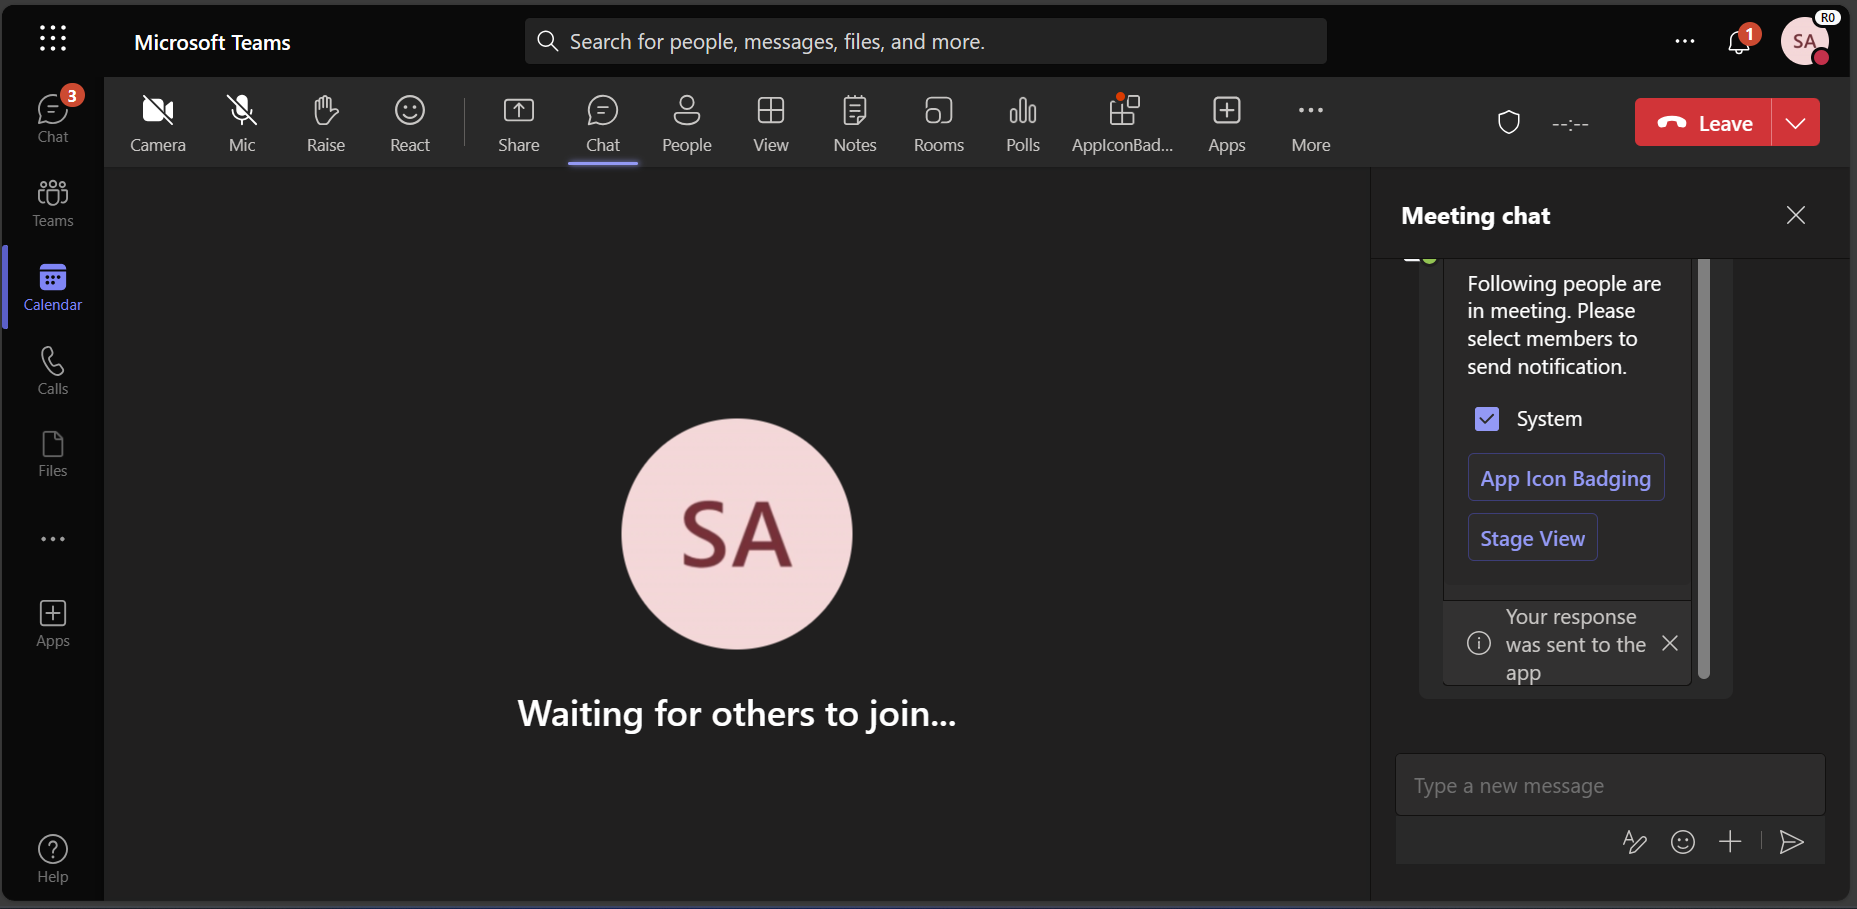 Microsoft Teams
Search for people, messages, files, and more.
1
SA
R0
3
Chat
Teams
Calendar
Calls
Files
Apps
Help
Camera
Mic
Raise
React
Share
Chat
People
View
Notes
Rooms
Polls
AppIconBad...
Apps
More
--:--
Leave
SA
Waiting for others to join...
Meeting chat
Following people are
in meeting. Please
select members to
send notification.
System
App Icon Badging
Stage View
Your response
was sent to the
app
Type a new message